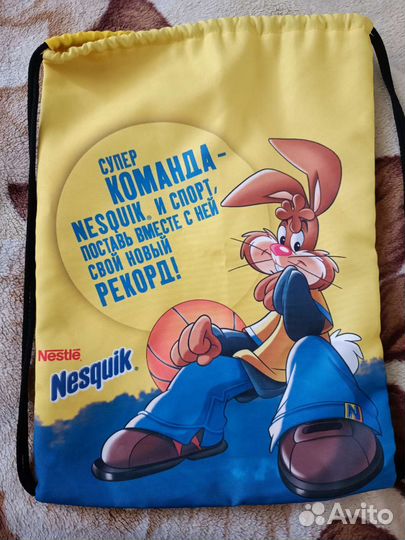 СУПЕР
КОМАНДА-
NESQUIK® И СПОРТ,
ПОСТАВЬ ВМЕСТЕ С НЕЙ
СВОЙ НОВЫЙ
РЕКОРД!
Nestlé®
Nesquik®
N
Avito